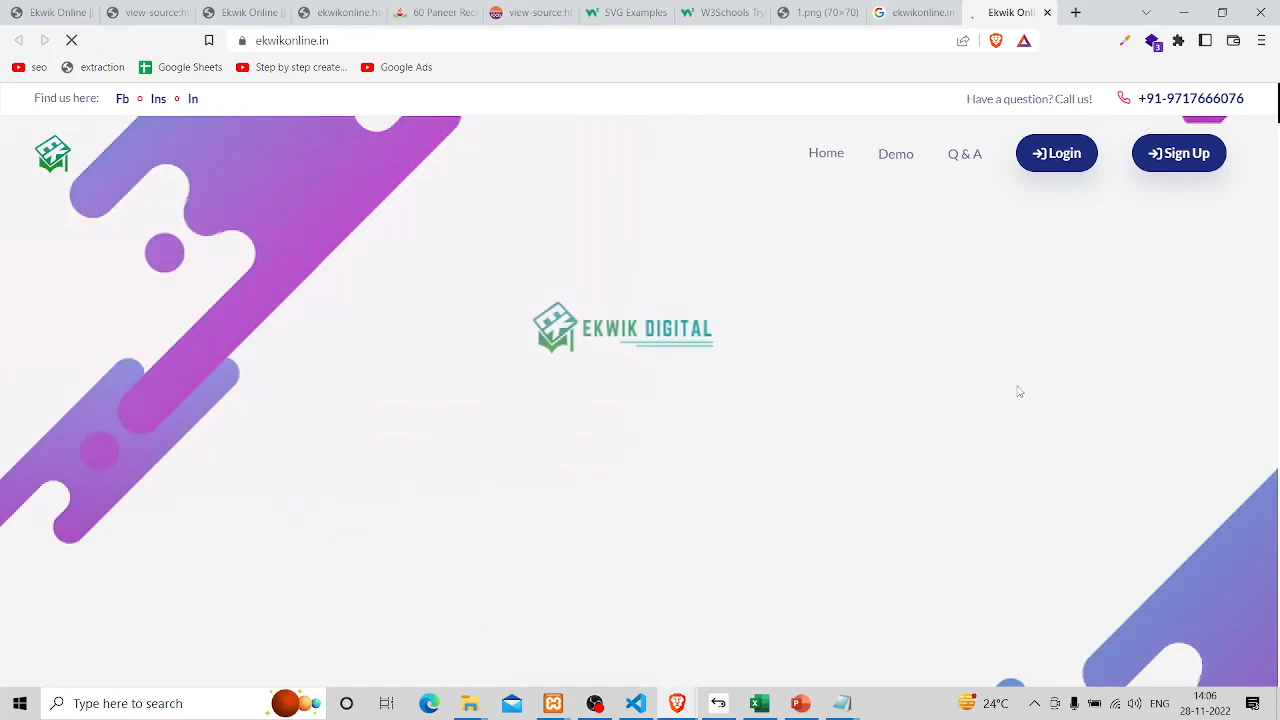 Ekwik Online ||
view-source:ht
Ekwik Online ||
ekwikonline.ht
60 Paneer Reci
view-source:ht
SVG Examples
W3Schools Try
1.png (70×70)
ekwikonline.in
Ekwik Onli
ekwikonline.in
3
seo
extraction
Google Sheets
Step by step create...
Google Ads
Find us here:
Fb
Ins
In
Have a question? Call us!
+91-9717666076
Home
Demo
Q & A
Login
Sign Up
EKWIK DIGITAL
Type here to search
24°C
ENG
14:06
28-11-2022